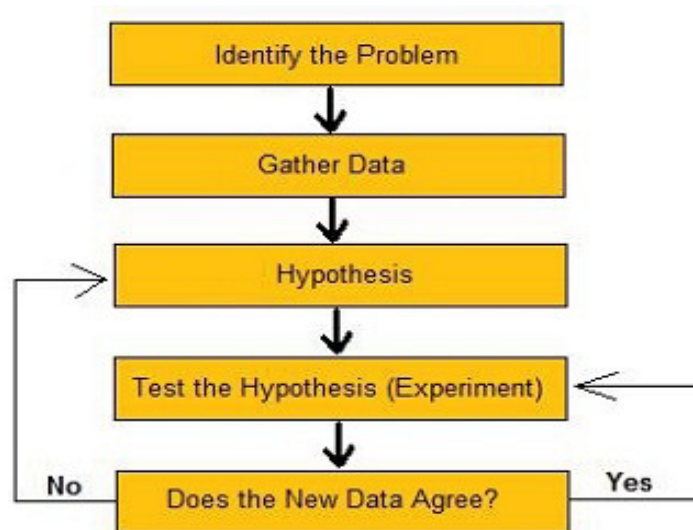 Identify the Problem
Gather Data
Hypothesis
Test the Hypothesis (Experiment)
No
Does the New Data Agree?
Yes